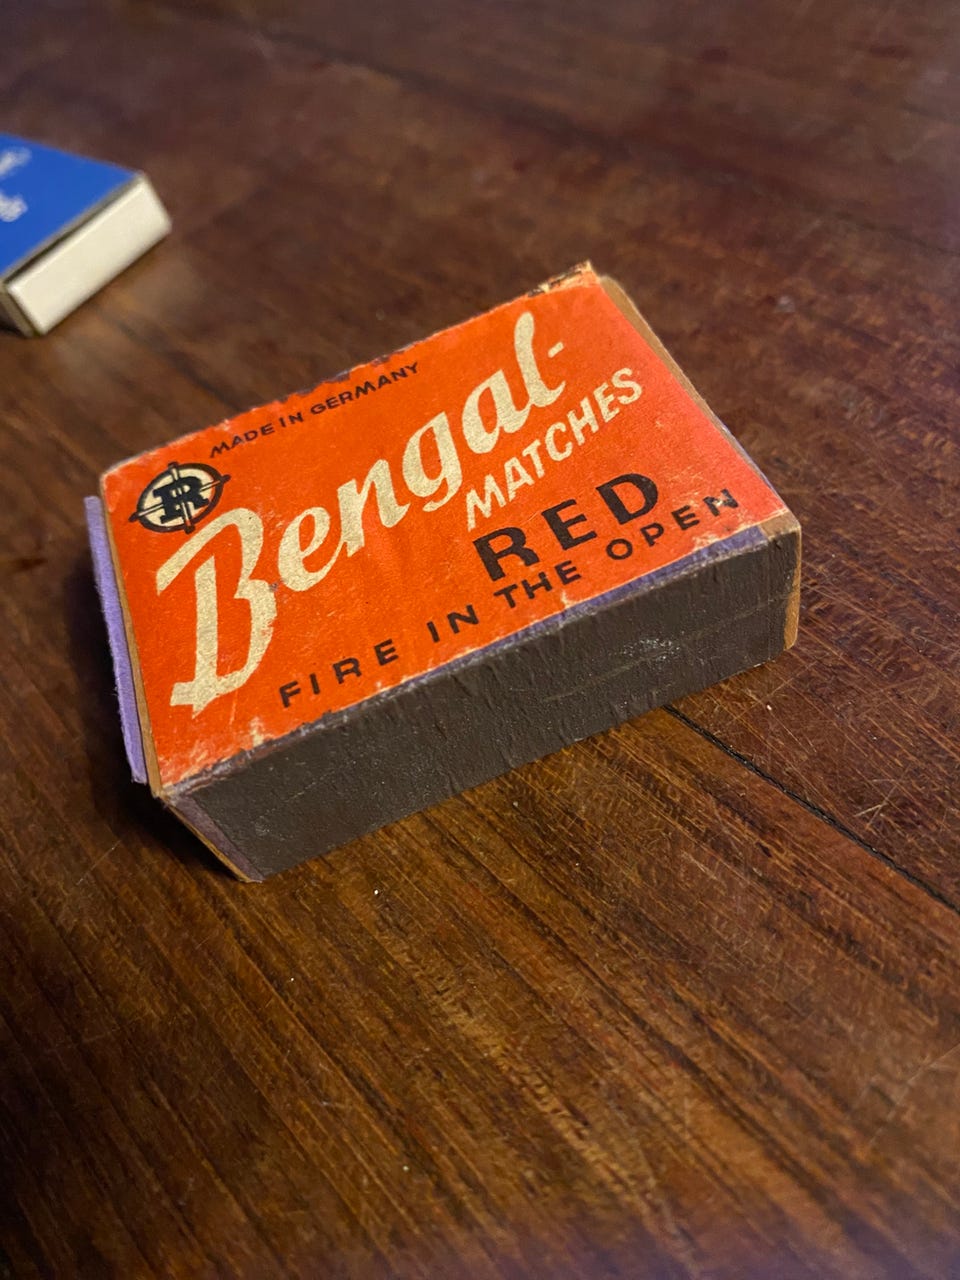 MADE IN GERMANY
R
Bengal-
MATCHES
RED
FIRE IN THE OPEN